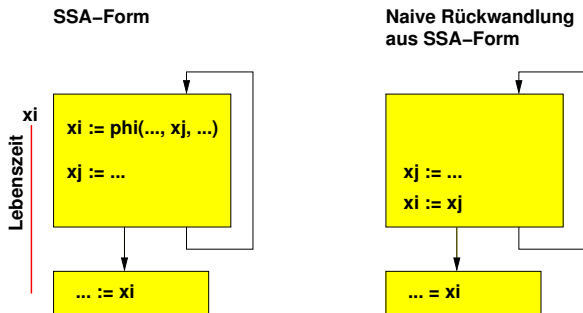 SSA–Form
xi
Lebenszeit
xi := phi(..., xj, ...)
xj := ...
... := xi
Naive Rückwandlung
aus SSA–Form
xj := ...
xi := xj
... = xi